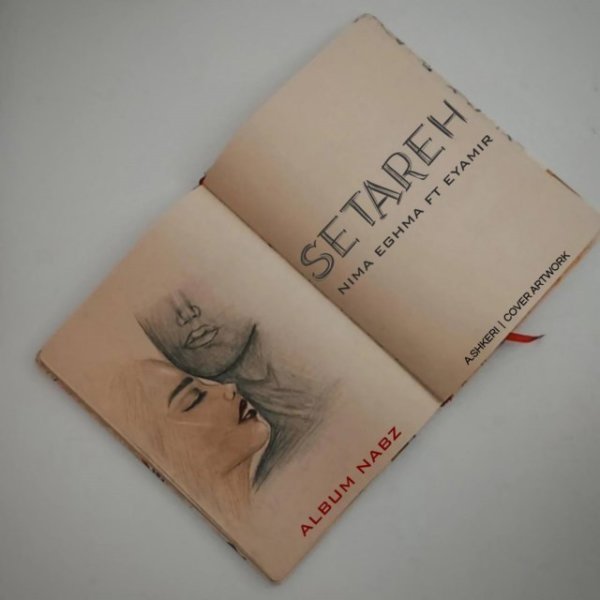 SETAREH
NIMA EGHMA FT EYAMIR
A.SHKERI | COVER ARTWORK
ALBUM NABZ